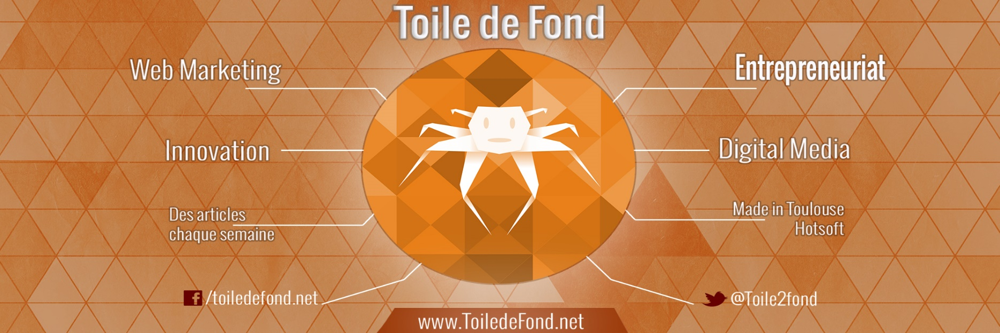 Toile de Fond
Web Marketing
Entrepreneuriat
Innovation
Digital Media
Des articles
chaque semaine
Made in Toulouse
Hotsoft
/toiledefond.net
@Toile2fond
www.ToiledeFond.net